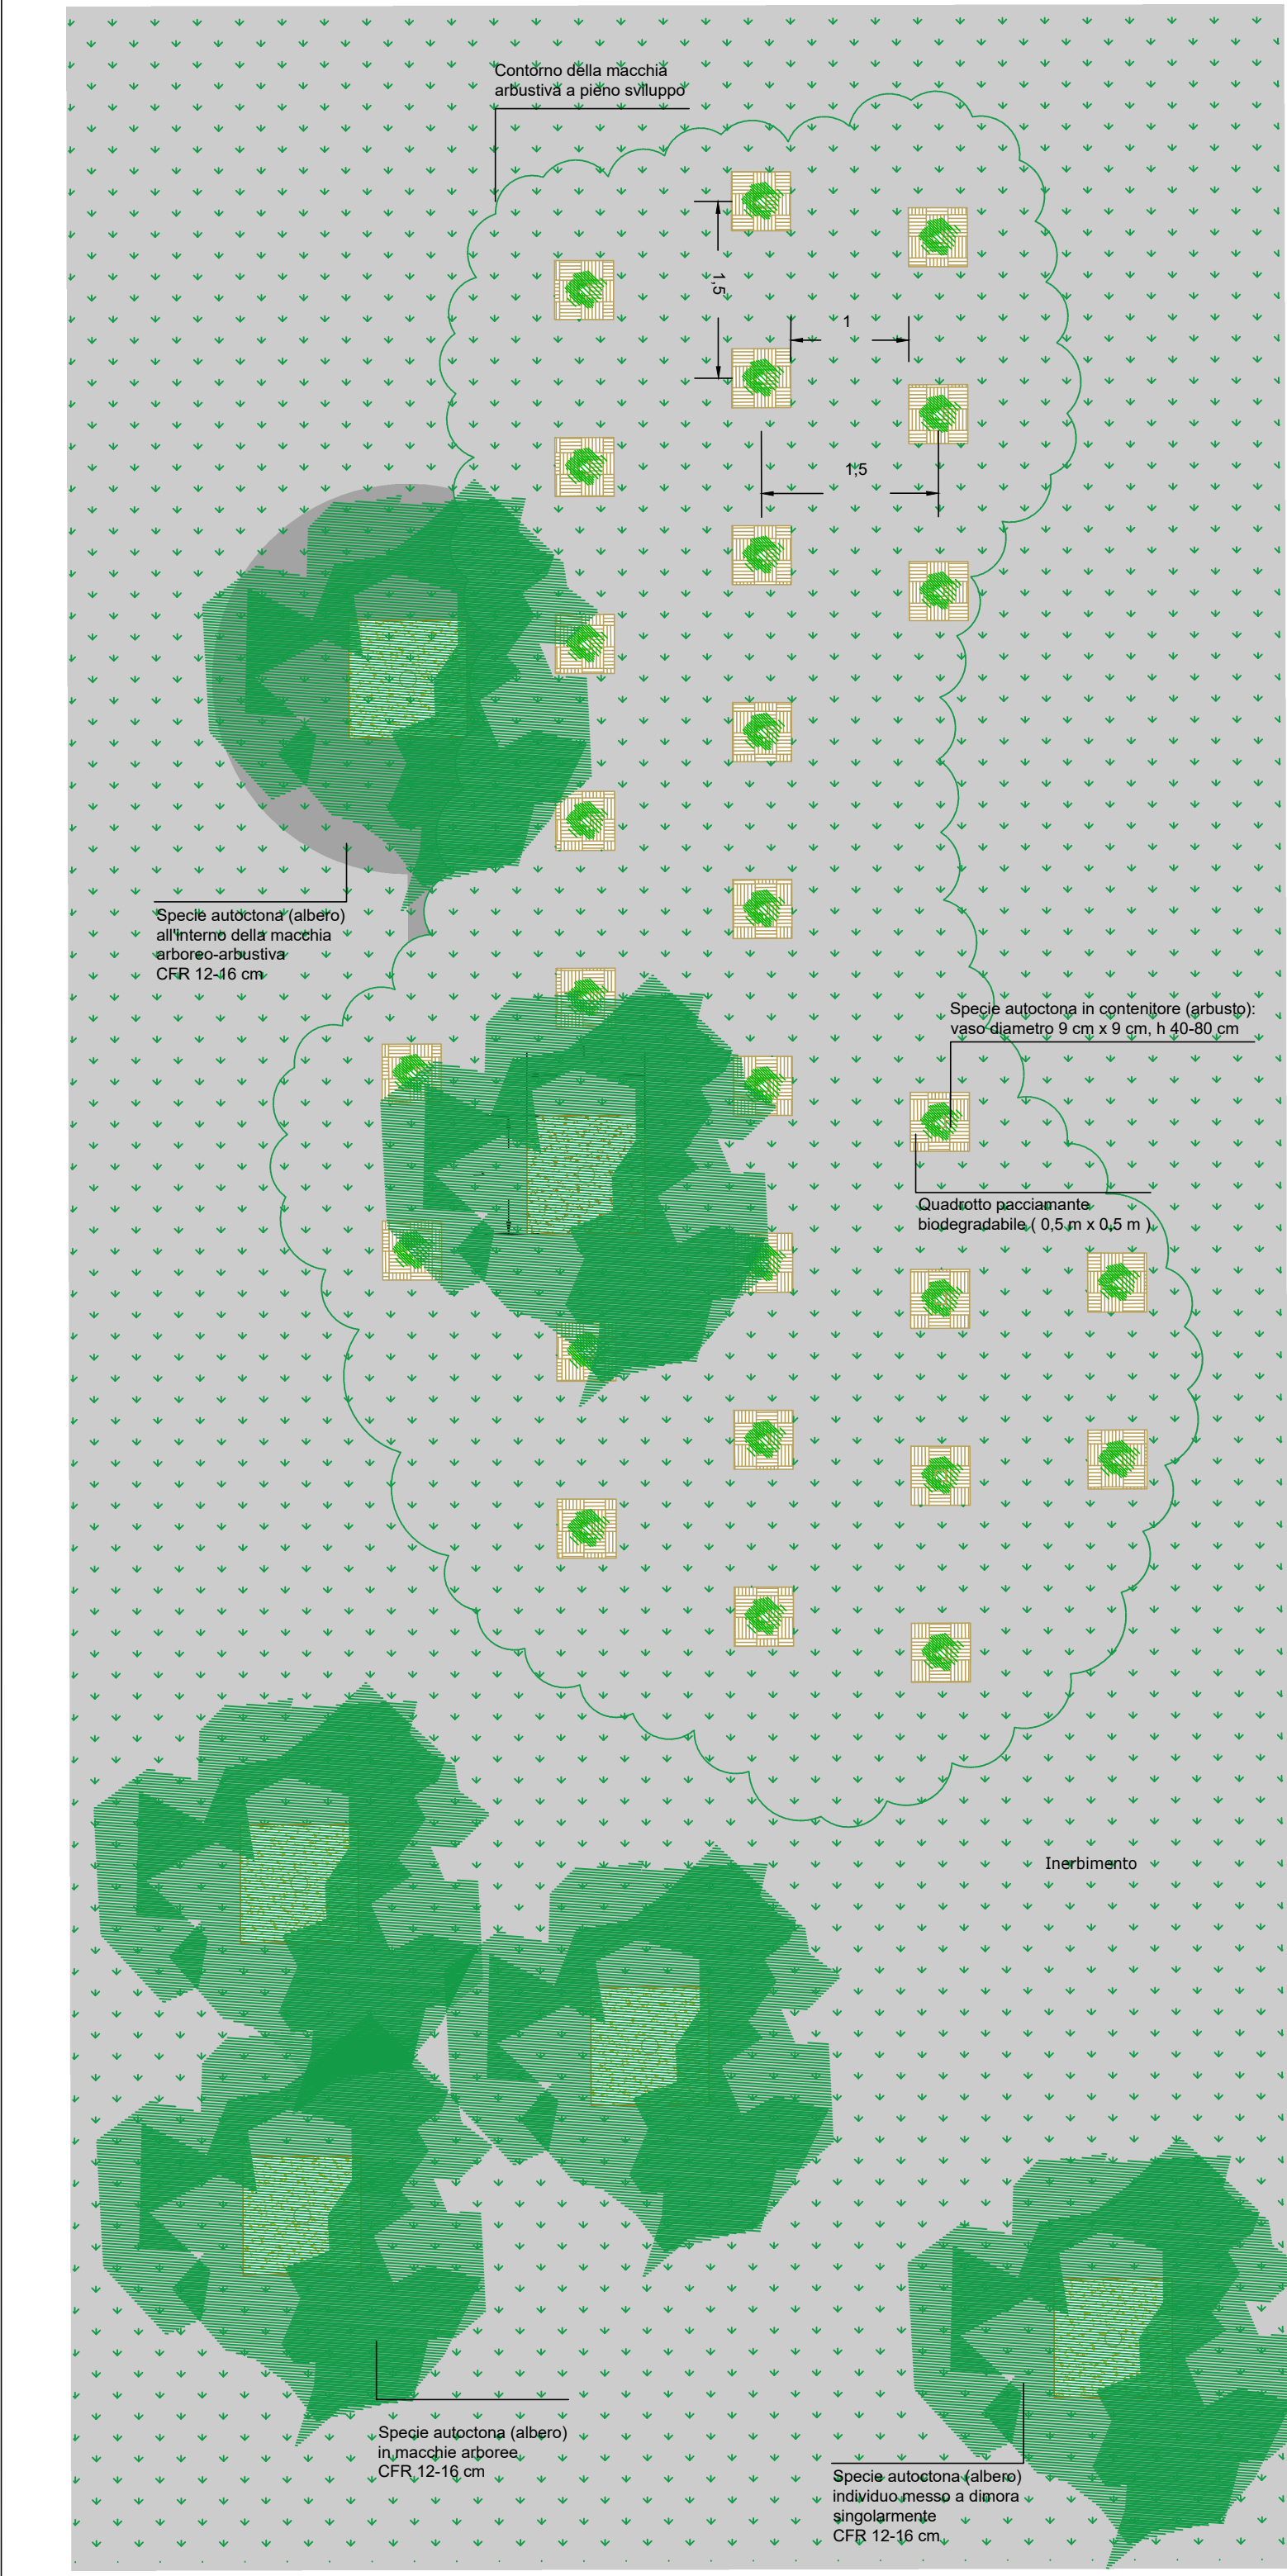 Contorno della macchia
arbustiva a pieno sviluppo
1,5
1
1,5
Specie autoctona (albero)
all'interno della macchia
arboreo-arbustiva
CFR 12-16 cm
Specie autoctona in contenitore (arbusto):
vaso diametro 9 cm x 9 cm, h 40-80 cm
Quadrotto pacciamante
biodegradabile ( 0,5 m x 0,5 m )
Inerbimento
Specie autoctona (albero)
in macchie arboree
CFR 12-16 cm
Specie autoctona (albero)
individuo messo a dimora
singolarmente
CFR 12-16 cm